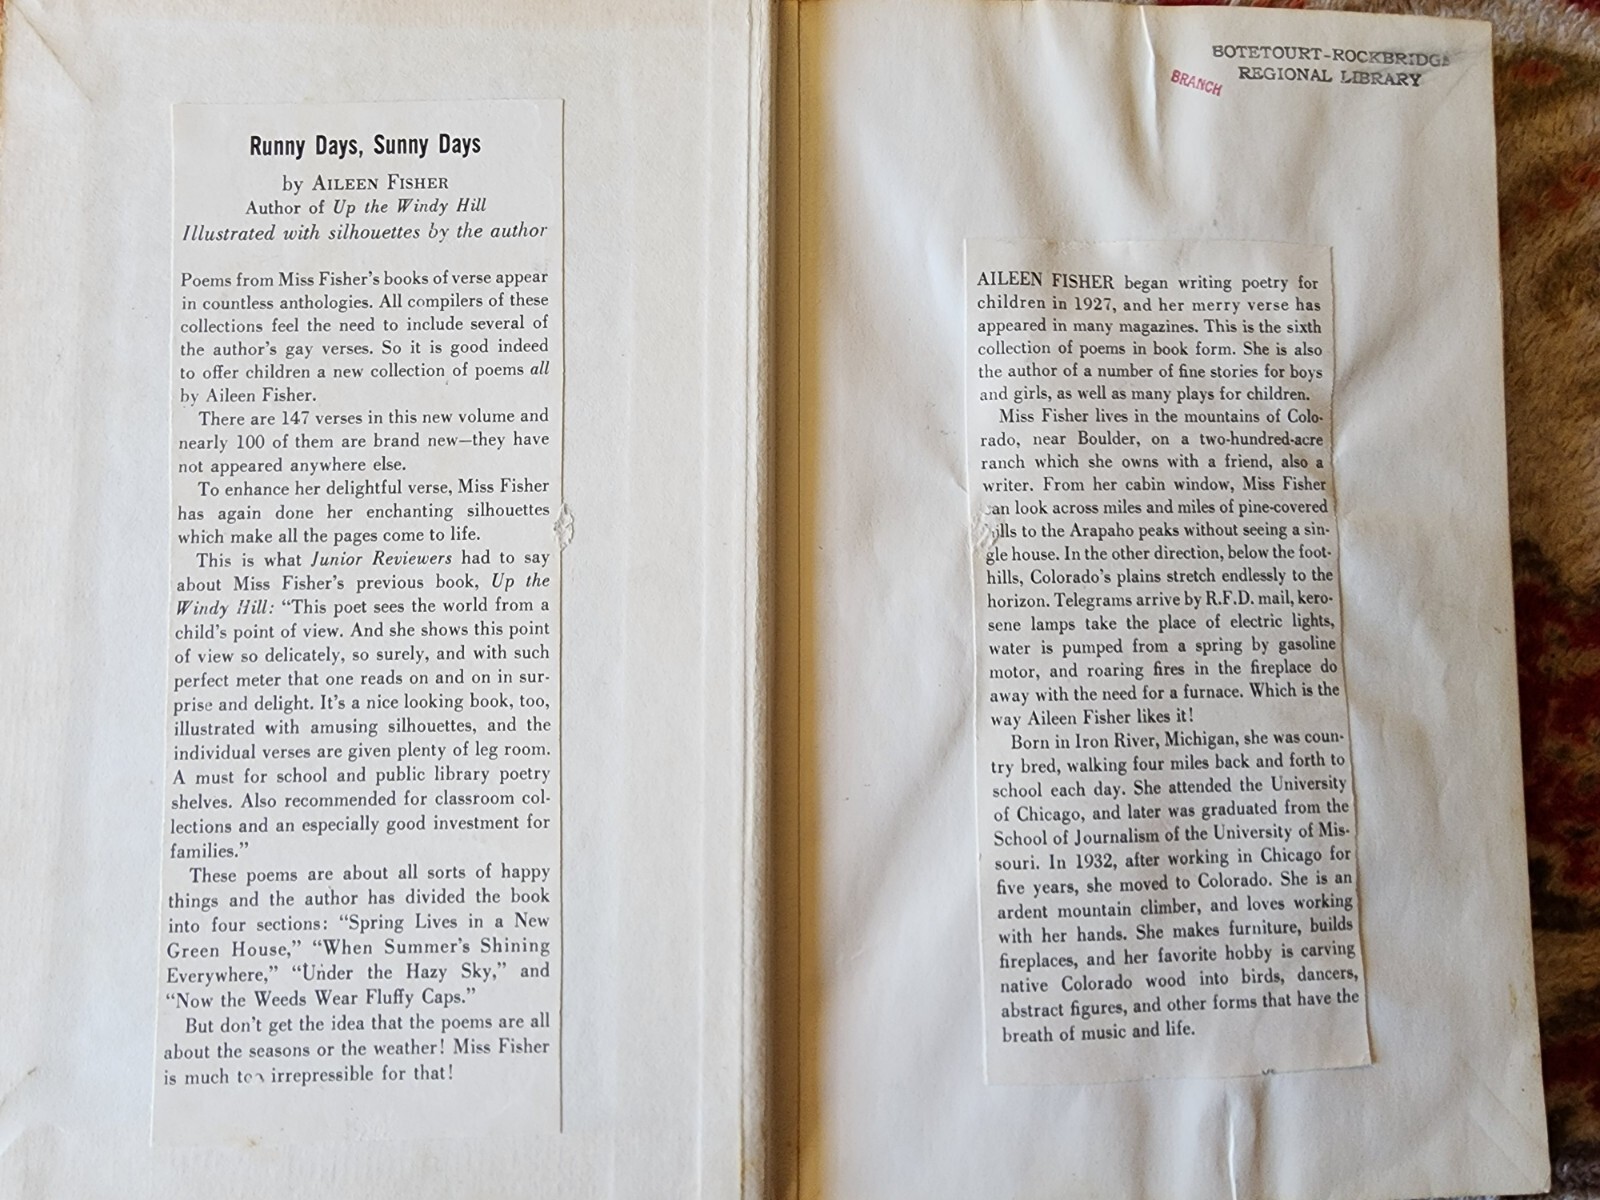 Runny Days, Sunny Days
by AILEEN FISHER
Author of Up the Windy Hill
Illustrated with silhouettes by the author
Poems from Miss Fisher's books of verse appear
in countless anthologies. All compilers of these
collections feel the need to include several of
the author's gay verses. So it is good indeed
to offer children a new collection of poems all
by Aileen Fisher.
There are 147 verses in this new volume and
nearly 100 of them are brand new—they have
not appeared anywhere else.
To enhance her delightful verse, Miss Fisher
has again done her enchanting silhouettes
which make all the pages come to life.
This is what Junior Reviewers had to say
about Miss Fisher's previous book, Up the
Windy Hill: “This poet sees the world from a
child's point of view. And she shows this point
of view so delicately, so surely, and with such
perfect meter that one reads on and on in sur-
prise and delight. It's a nice looking book, too,
illustrated with amusing silhouettes, and the
individual verses are given plenty of leg room.
A must for school and public library poetry
shelves. Also recommended for classroom col-
lections and an especially good investment for
families.”
These poems are about all sorts of happy
things and the author has divided the book
into four sections: “Spring Lives in a New
Green House,” “When Summer's Shining
Everywhere,” “Under the Hazy Sky,” and
“Now the Weeds Wear Fluffy Caps.”
But don't get the idea that the poems are all
about the seasons or the weather! Miss Fisher
is much too irrepressible for that!
BOTETOURT-ROCKBRIDGE
REGIONAL LIBRARY
BRANCH
AILEEN FISHER began writing poetry for
children in 1927, and her merry verse has
appeared in many magazines. This is the sixth
collection of poems in book form. She is also
the author of a number of fine stories for boys
and girls, as well as many plays for children.
Miss Fisher lives in the mountains of Colo-
rado, near Boulder, on a two-hundred-acre
ranch which she owns with a friend, also a
writer. From her cabin window, Miss Fisher
can look across miles and miles of pine-covered
hills to the Arapaho peaks without seeing a sin-
gle house. In the other direction, below the foot-
hills, Colorado's plains stretch endlessly to the
horizon. Telegrams arrive by R.F.D. mail, kero-
sene lamps take the place of electric lights,
water is pumped from a spring by gasoline
motor, and roaring fires in the fireplace do
away with the need for a furnace. Which is the
way Aileen Fisher likes it!
Born in Iron River, Michigan, she was coun-
try bred, walking four miles back and forth to
school each day. She attended the University
of Chicago, and later was graduated from the
School of Journalism of the University of Mis-
souri. In 1932, after working in Chicago for
five years, she moved to Colorado. She is an
ardent mountain climber, and loves working
with her hands. She makes furniture, builds
fireplaces, and her favorite hobby is carving
native Colorado wood into birds, dancers,
abstract figures, and other forms that have the
breath of music and life.